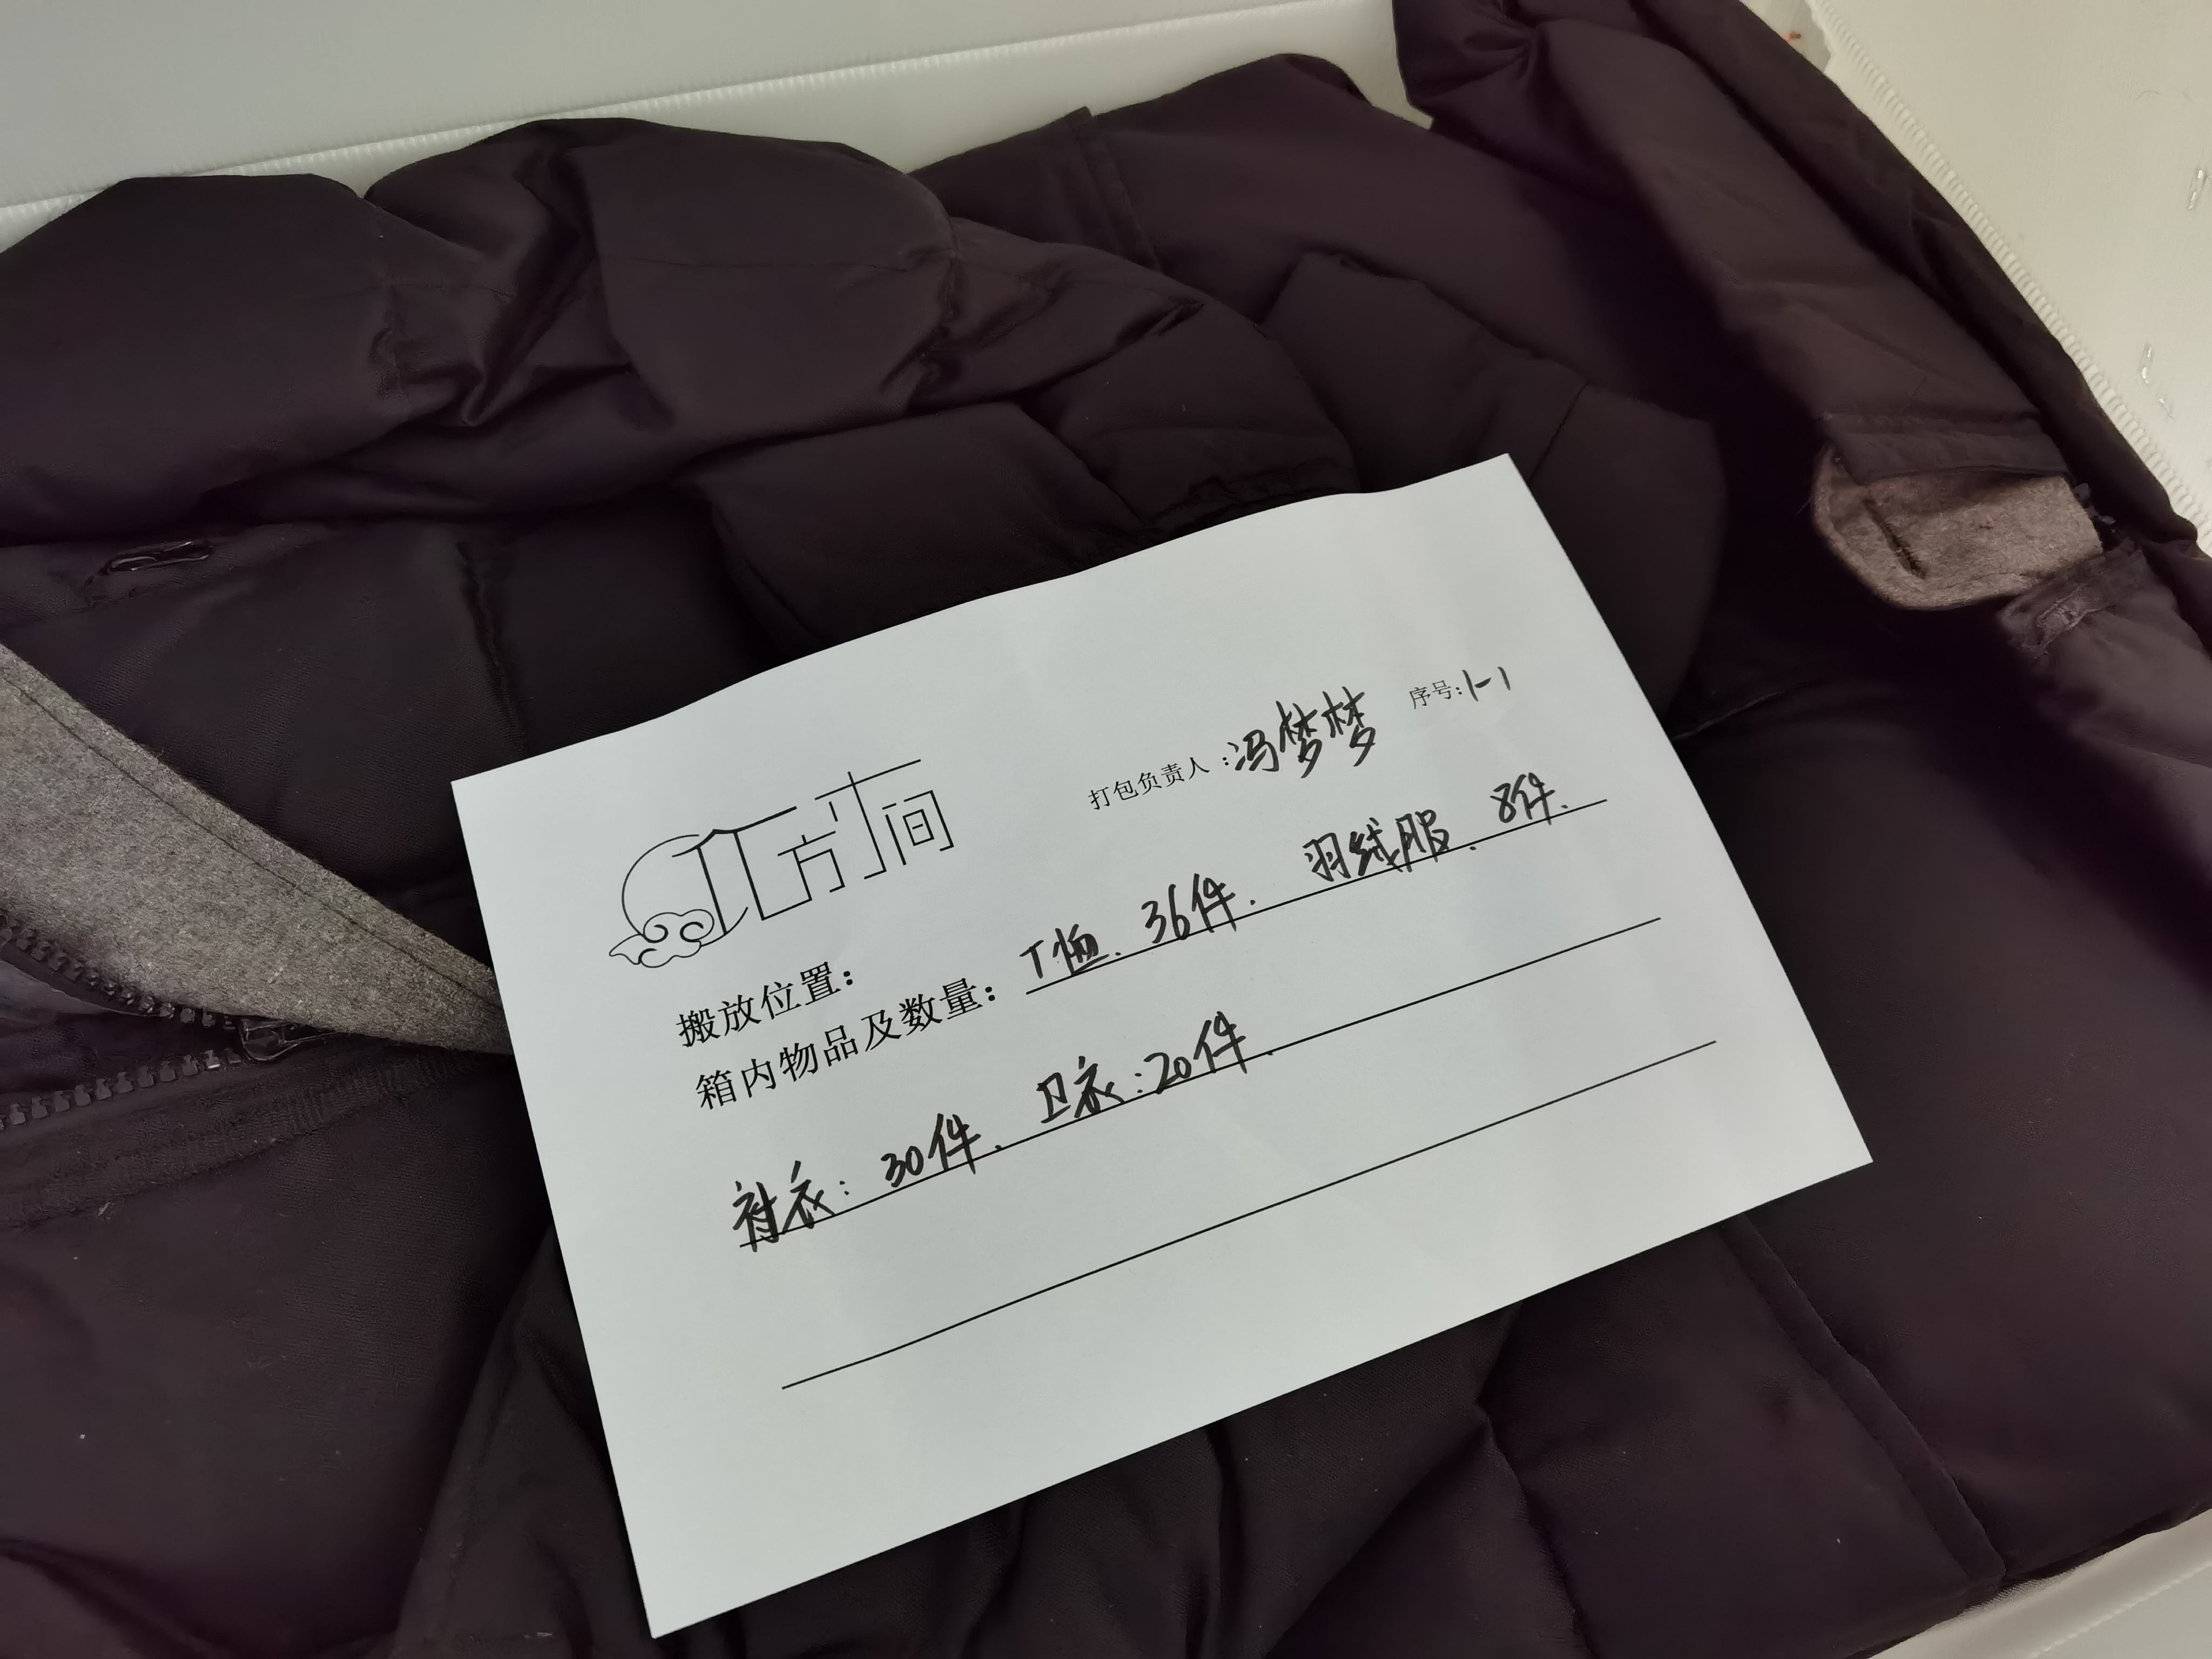 几方寸间
打包负责人：冯梦梦 序号：1-1
搬放位置：
箱内物品及数量：T恤、36件. 羽绒服. 8件.
衬衣：30件. 卫衣：20件.